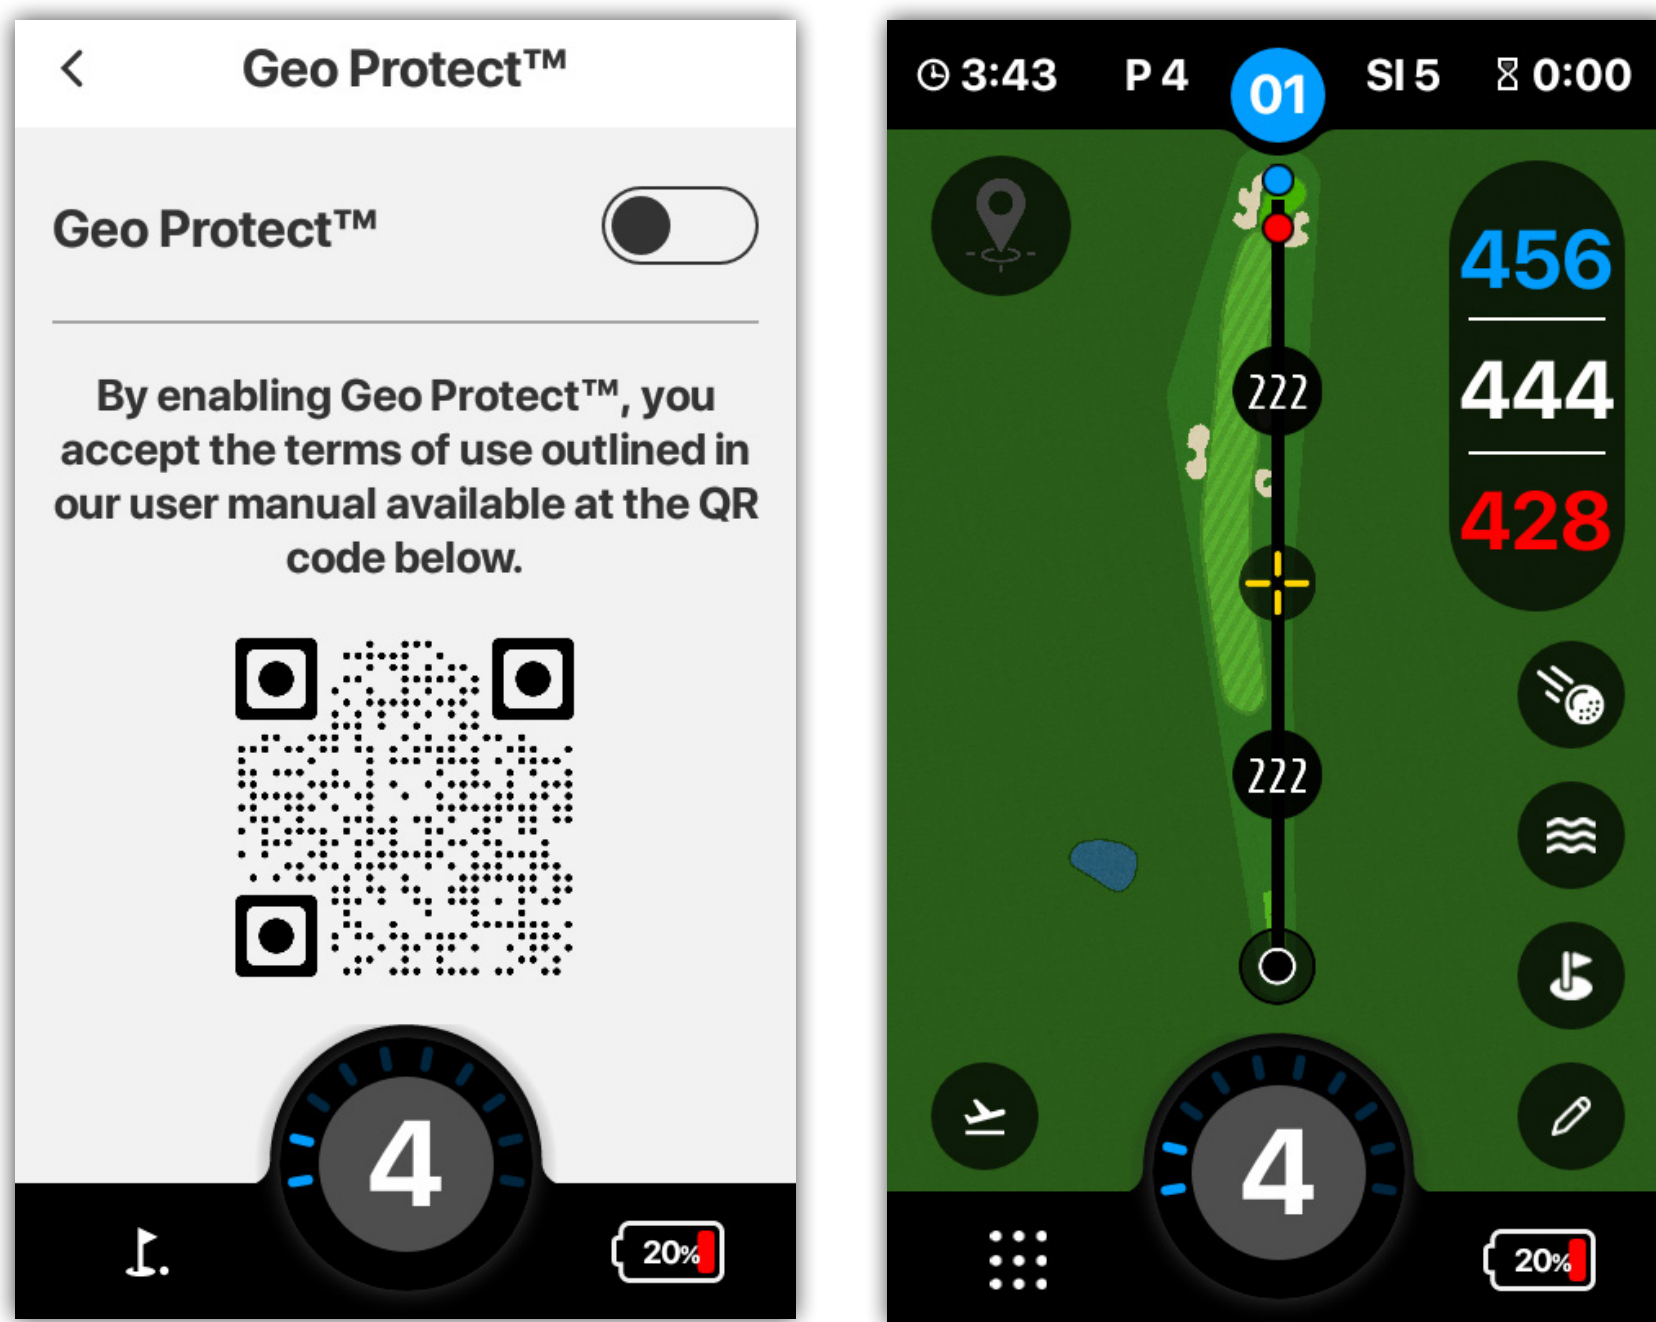 Geo Protect™
Geo Protect™
By enabling Geo Protect™, you
accept the terms of use outlined in
our user manual available at the QR
code below.
4
20%
3:43
P 4
01
SI 5
0:00
456
444
428
222
222
4
20%